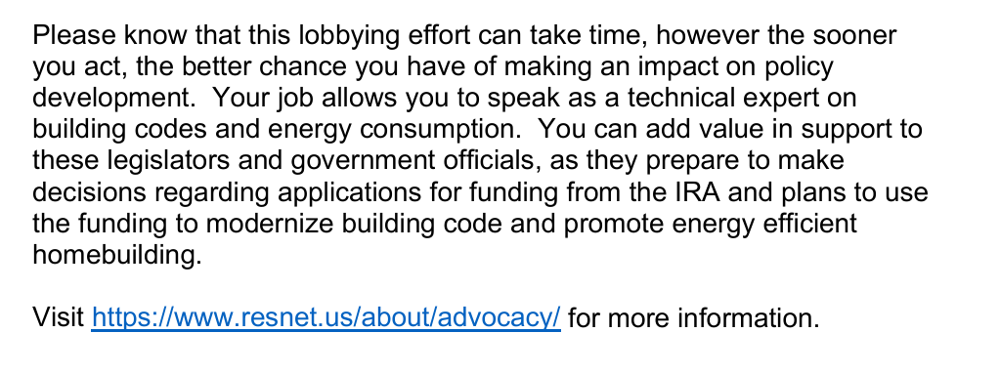 Please know that this lobbying effort can take time, however the sooner
you act, the better chance you have of making an impact on policy
development.  Your job allows you to speak as a technical expert on
building codes and energy consumption.  You can add value in support to
these legislators and government officials, as they prepare to make
decisions regarding applications for funding from the IRA and plans to use
the funding to modernize building code and promote energy efficient
homebuilding.

Visit https://www.resnet.us/about/advocacy/ for more information.